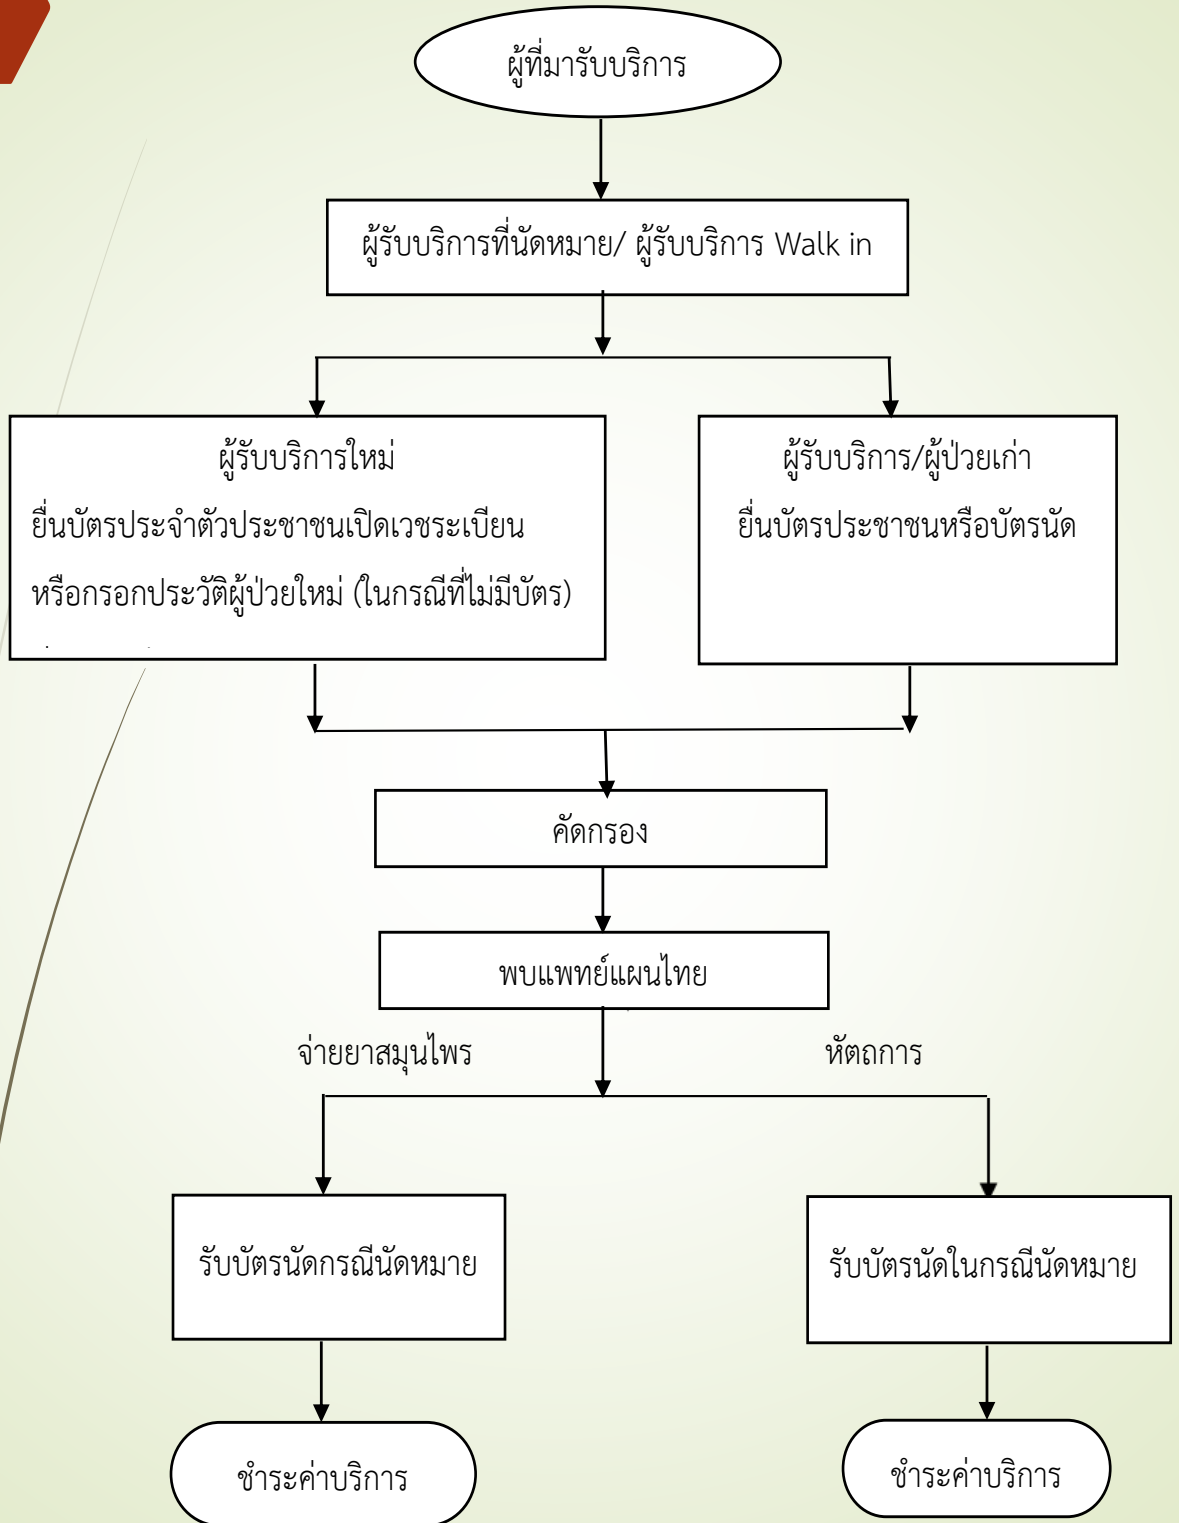 ผู้ที่มารับบริการ
ผู้รับบริการที่นัดหมาย/ ผู้รับบริการ Walk in
ผู้รับบริการใหม่
ยื่นบัตรประจำตัวประชาชนเปิดเวชระเบียน
หรือกรอกประวัติผู้ป่วยใหม่ (ในกรณีที่ไม่มีบัตร)
ผู้รับบริการ/ผู้ป่วยเก่า
ยื่นบัตรประชาชนหรือบัตรนัด
คัดกรอง
พบแพทย์แผนไทย
จ่ายยาสมุนไพร
หัตถการ
รับบัตรนัดกรณีนัดหมาย
รับบัตรนัดในกรณีนัดหมาย
ชำระค่าบริการ
ชำระค่าบริการ